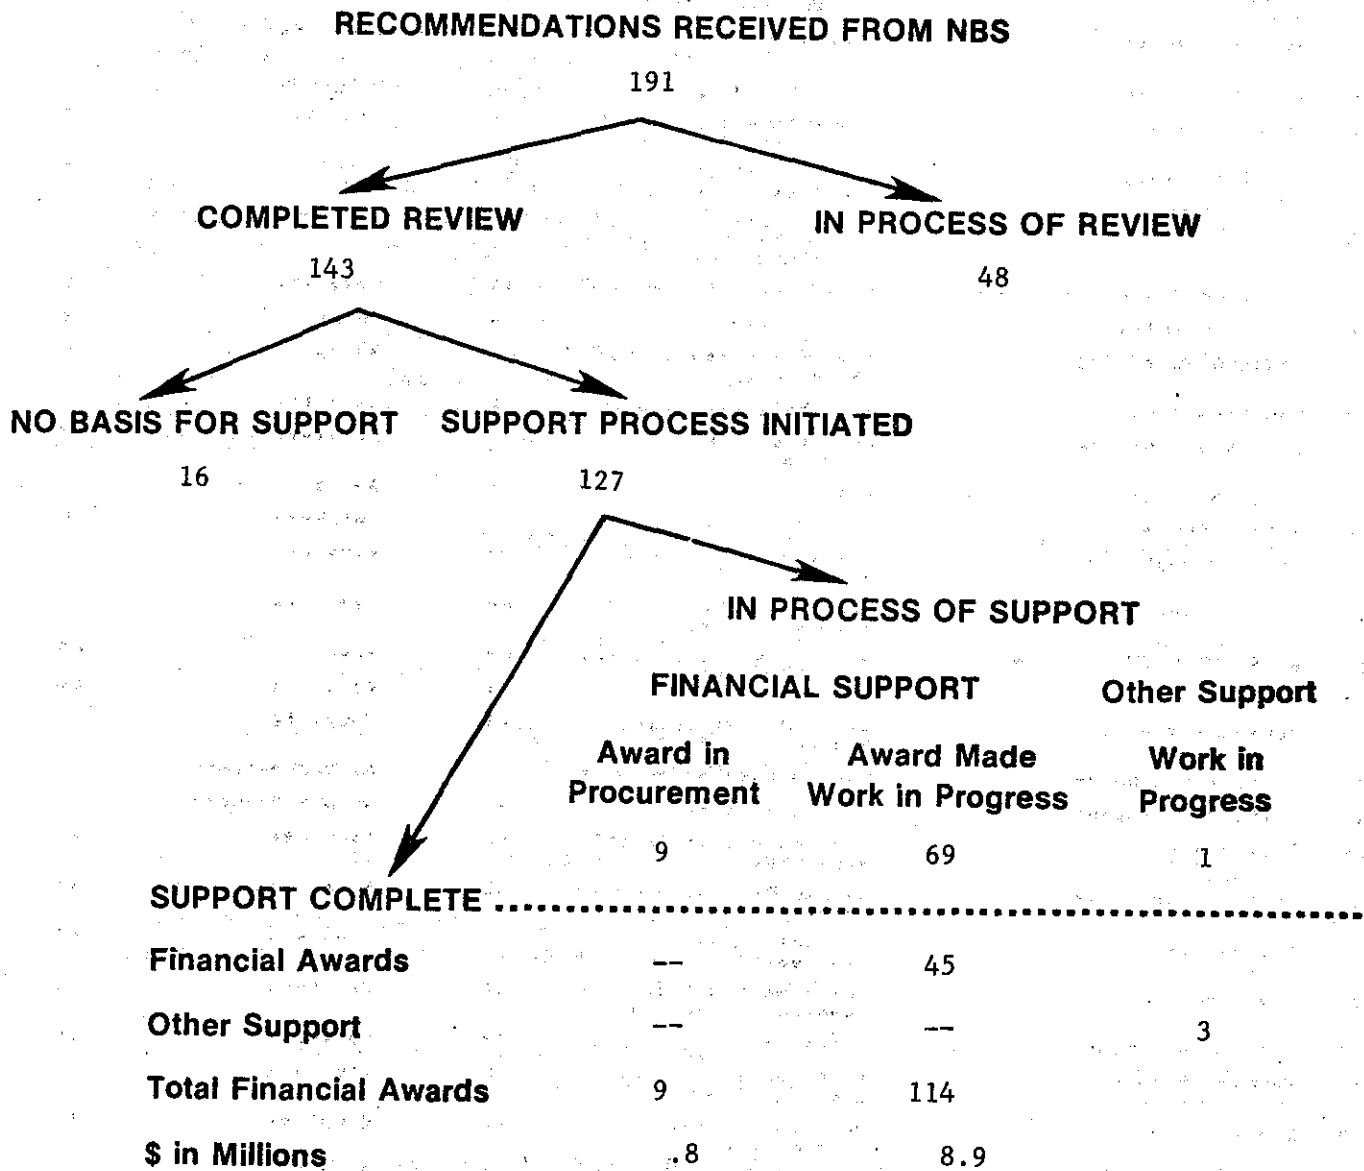 RECOMMENDATIONS RECEIVED FROM NBS
191
COMPLETED REVIEW IN PROCESS OF REVIEW
143 48
NO BASIS FOR SUPPORT SUPPORT PROCESS INITIATED
16 127
IN PROCESS OF SUPPORT
FINANCIAL SUPPORT Other Support
Award in Award Made Work in
Procurement Work in Progress Progress
9 69 1
SUPPORT COMPLETE ..........................................................................
Financial Awards -- 45
Other Support -- -- 3
Total Financial Awards 9 114
$ in Millions .8 8.9